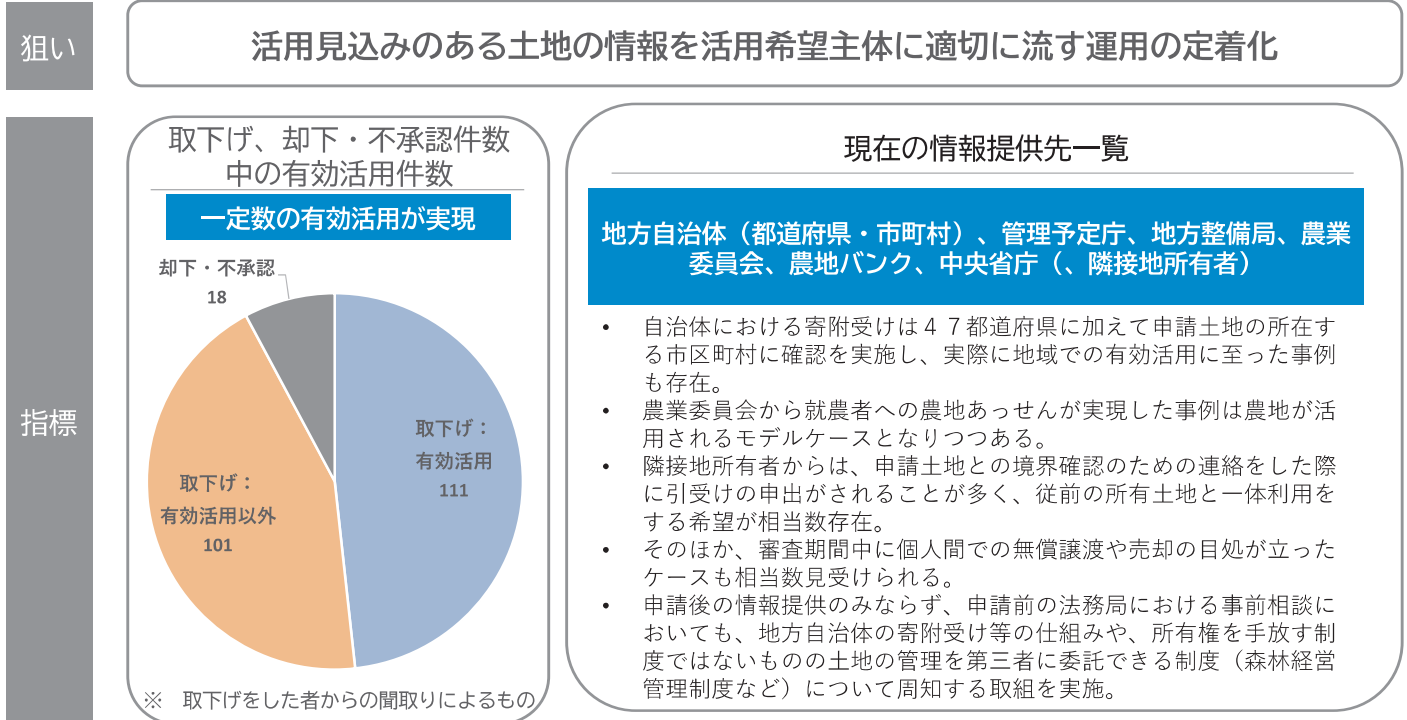 狙い
活用見込みのある土地の情報を活用希望主体に適切に流す運用の定着化
指標
取下げ、却下・不承認件数
中の有効活用件数
一定数の有効活用が実現
却下・不承認
18
取下げ：
有効活用
111
取下げ：
有効活用以外
101
※　取下げをした者からの聞取りによるもの
現在の情報提供先一覧
地方自治体（都道府県・市町村）、管理予定庁、地方整備局、農業
委員会、農地バンク、中央省庁（、隣接地所有者）
• 自治体における寄附受けは４７都道府県に加えて申請土地の所在す
る市区町村に確認を実施し、実際に地域での有効活用に至った事例
も存在。
• 農業委員会から就農者への農地あっせんが実現した事例は農地が活
用されるモデルケースとなりつつある。
• 隣接地所有者からは、申請土地との境界確認のための連絡をした際
に引受けの申出がされることが多く、従前の所有土地と一体利用を
する希望が相当数存在。
• そのほか、審査期間中に個人間での無償譲渡や売却の目処が立った
ケースも相当数見受けられる。
• 申請後の情報提供のみならず、申請前の法務局における事前相談に
おいても、地方自治体の寄附受け等の仕組みや、所有権を手放す制
度ではないものの土地の管理を第三者に委託できる制度（森林経営
管理制度など）について周知する取組を実施。